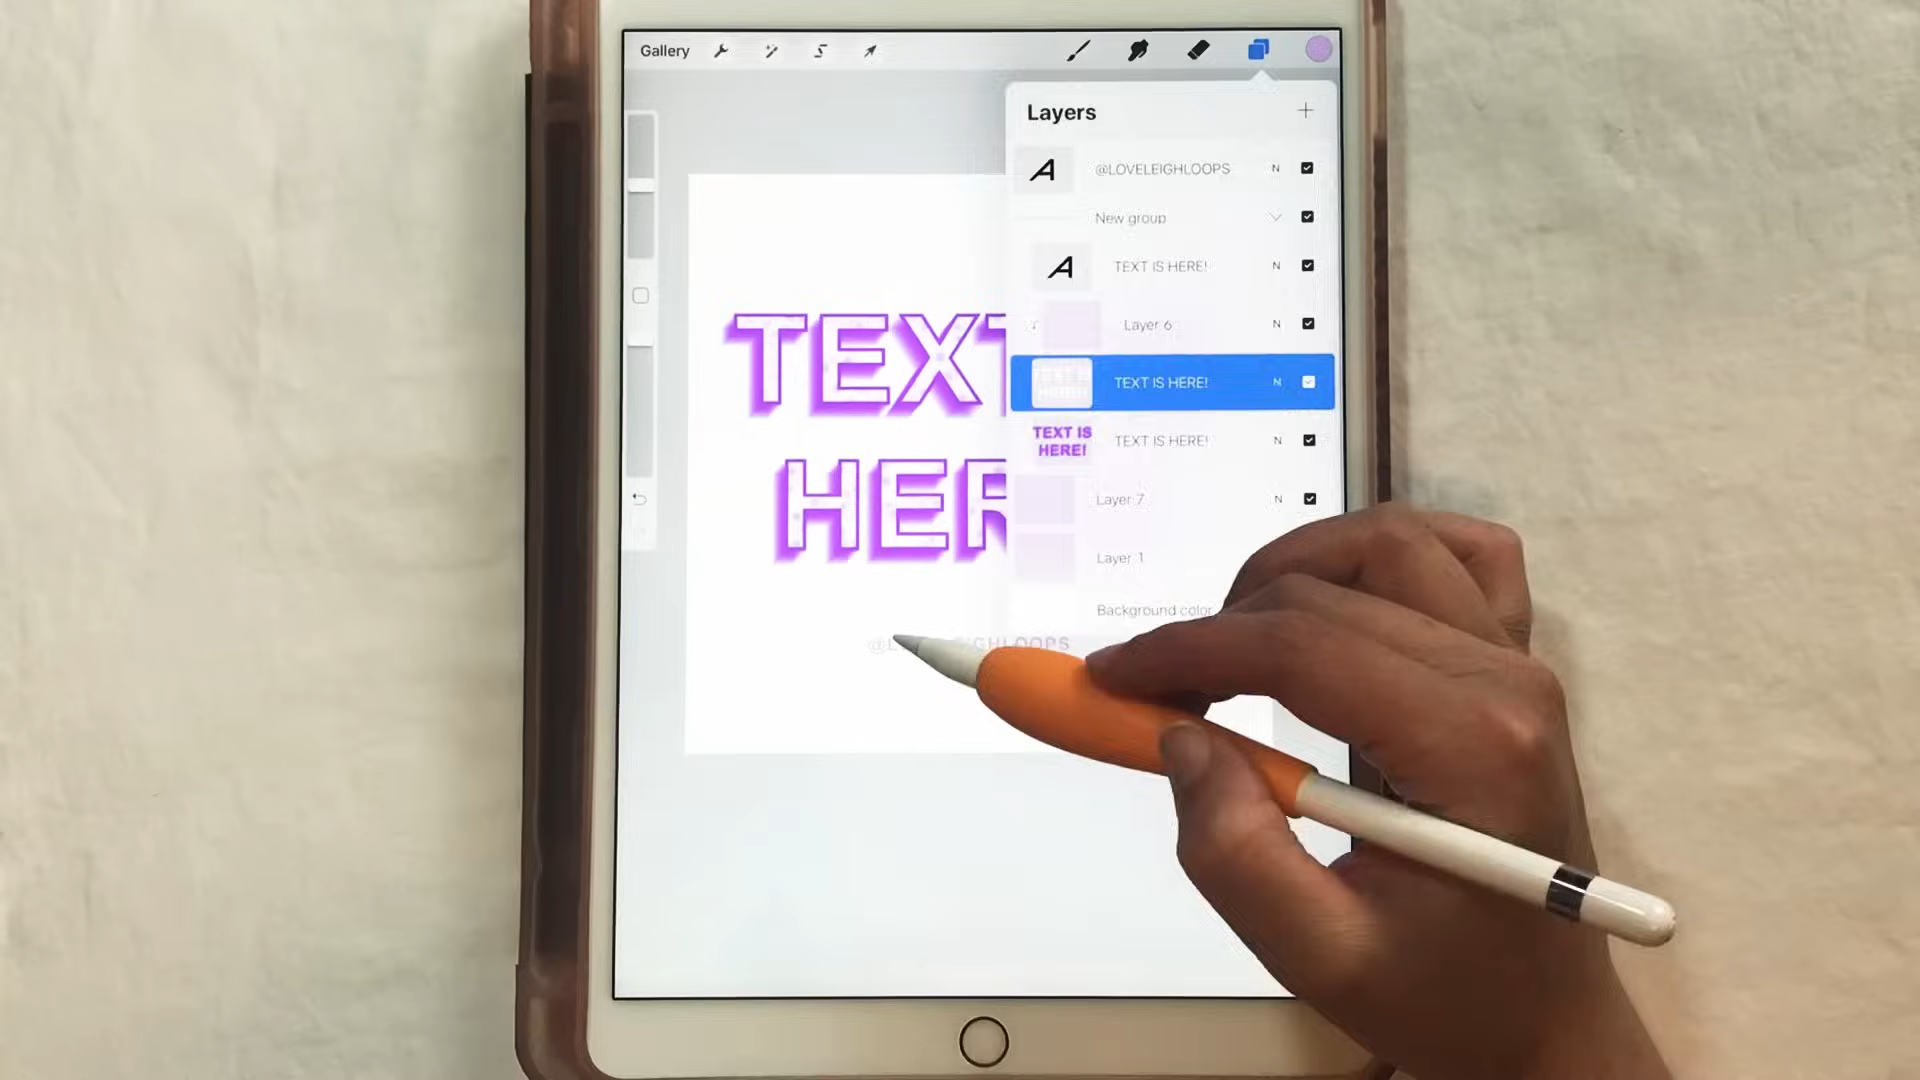 Gallery
Layers
@LOVELEIGHLOOPS N
New group
TEXT IS HERE! N
Layer 6 N
TEXT IS HERE! N
TEXT IS
HERE!
TEXT IS HERE! N
Layer 7 N
Layer 1
Background color
TEXT
HER